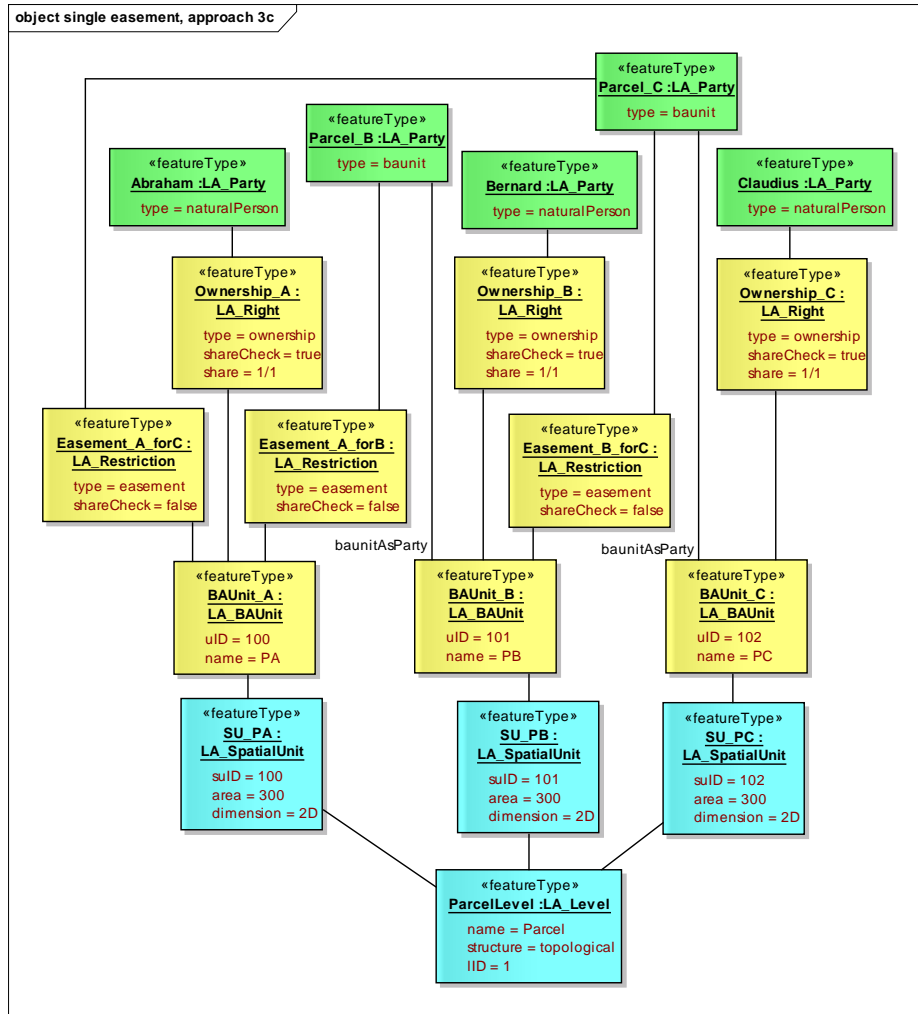 object single easement, approach 3c
«featureType»
Parcel_C :LA_Party
type = baunit
«featureType»
Parcel_B :LA_Party
type = baunit
«featureType»
Abraham :LA_Party
type = naturalPerson
«featureType»
Bernard :LA_Party
type = naturalPerson
«featureType»
Claudius :LA_Party
type = naturalPerson
«featureType»
Ownership_A :
LA_Right
type = ownership
shareCheck = true
share = 1/1
«featureType»
Ownership_B :
LA_Right
type = ownership
shareCheck = true
share = 1/1
«featureType»
Ownership_C :
LA_Right
type = ownership
shareCheck = true
share = 1/1
«featureType»
Easement_A_forC :
LA_Restriction
type = easement
shareCheck = false
«featureType»
Easement_A_forB :
LA_Restriction
type = easement
shareCheck = false
«featureType»
Easement_B_forC :
LA_Restriction
type = easement
shareCheck = false
baunitAsParty
baunitAsParty
«featureType»
BAUnit_A :
LA_BAUnit
uID = 100
name = PA
«featureType»
BAUnit_B :
LA_BAUnit
uID = 101
name = PB
«featureType»
BAUnit_C :
LA_BAUnit
uID = 102
name = PC
«featureType»
SU_PA :
LA_SpatialUnit
suID = 100
area = 300
dimension = 2D
«featureType»
SU_PB :
LA_SpatialUnit
suID = 101
area = 300
dimension = 2D
«featureType»
SU_PC :
LA_SpatialUnit
suID = 102
area = 300
dimension = 2D
«featureType»
ParcelLevel :LA_Level
name = Parcel
structure = topological
lID = 1